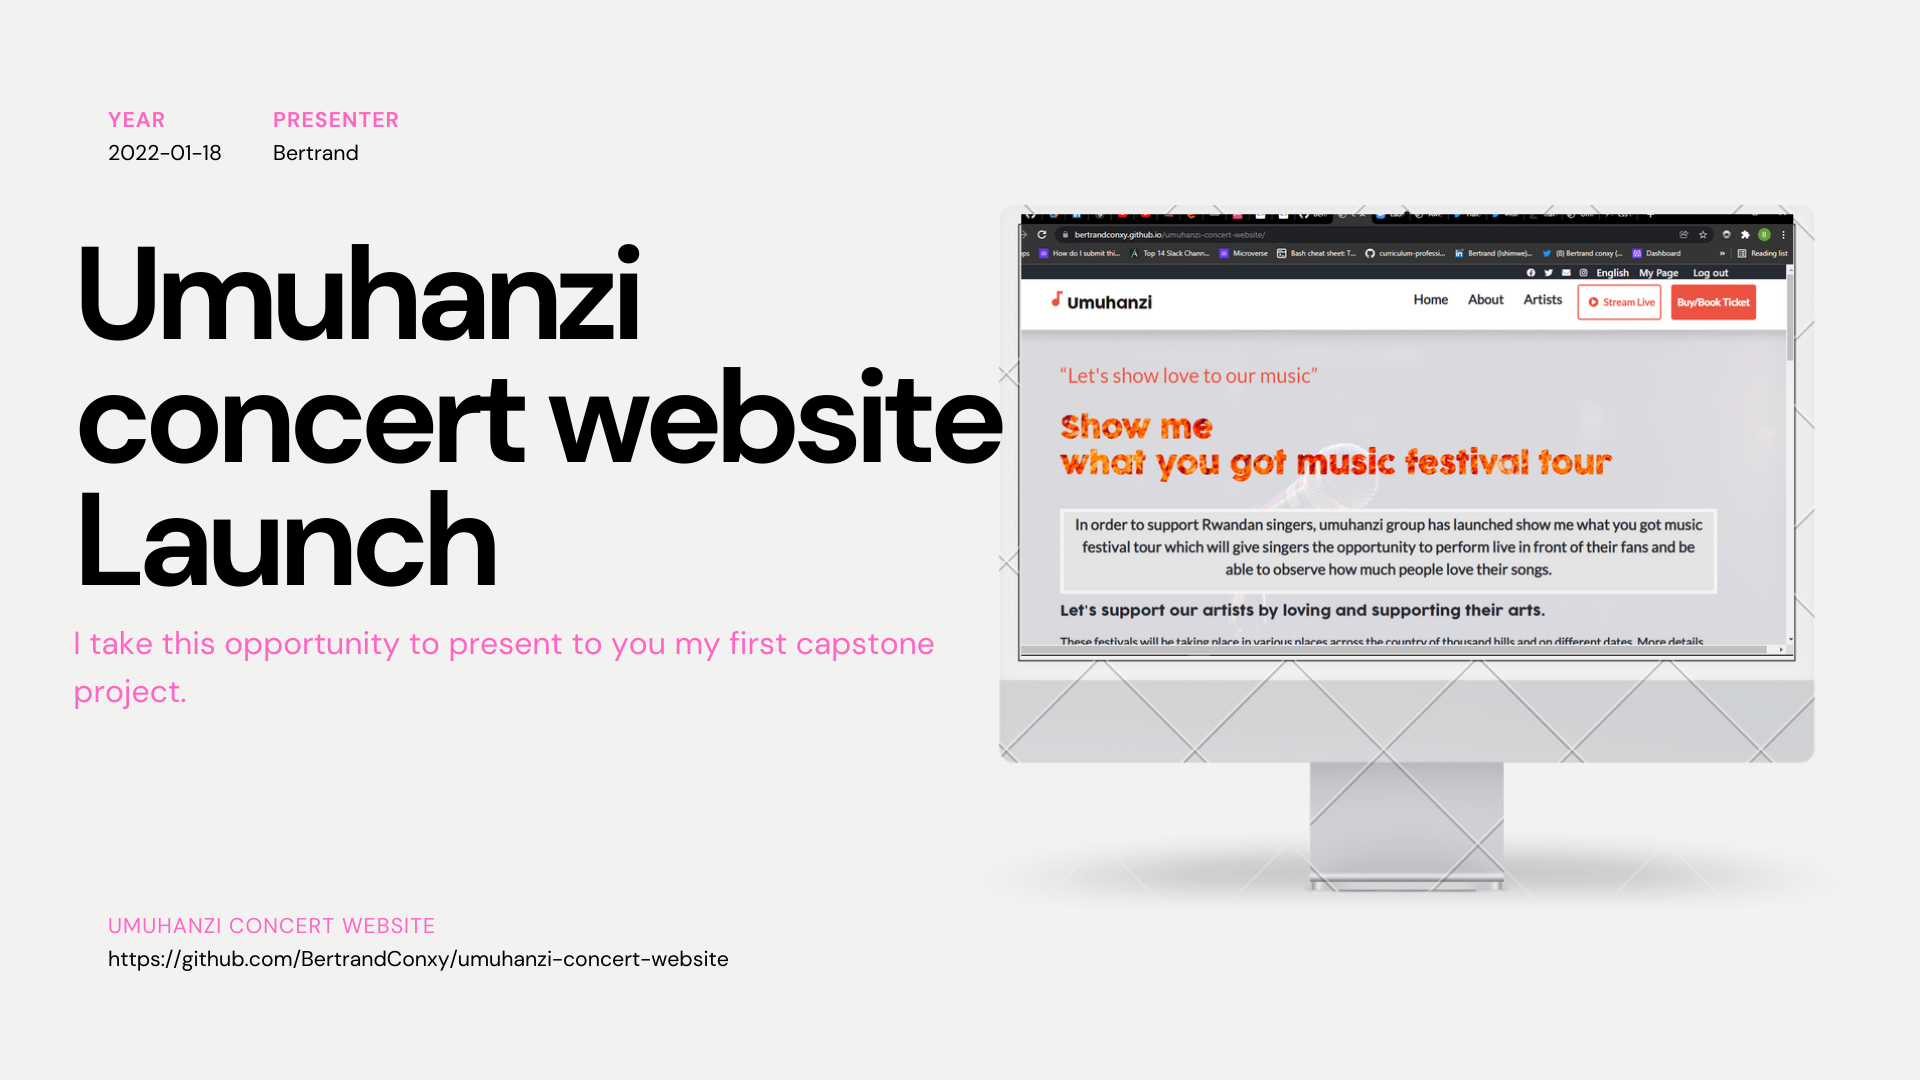 YEAR
2022-01-18
PRESENTER
Bertrand
Umuhanzi
concert website
Launch
I take this opportunity to present to you my first capstone
project.
UMUHANZI CONCERT WEBSITE
https://github.com/BertrandConxy/umuhanzi-concert-website
bertrandconxy.github.io/umuhanzi-concert-website/
How do I submit thi...
Top 14 Slack Chann...
Microverse
Bash cheat sheet: T...
curriculum-professi...
Bertrand (Ishimwe)...
(8) Bertrand conxy (...
Dashboard
»
Reading list
English My Page Log out
Umuhanzi
Home About Artists Stream Live Buy/Book Ticket
“Let's show love to our music”
Show me
what you got music festival tour
In order to support Rwandan singers, umuhanzi group has launched show me what you got music
festival tour which will give singers the opportunity to perform live in front of their fans and be
able to observe how much people love their songs.
Let's support our artists by loving and supporting their arts.
These festivals will be taking place in various places across the country of thousand hills and on different dates. More details